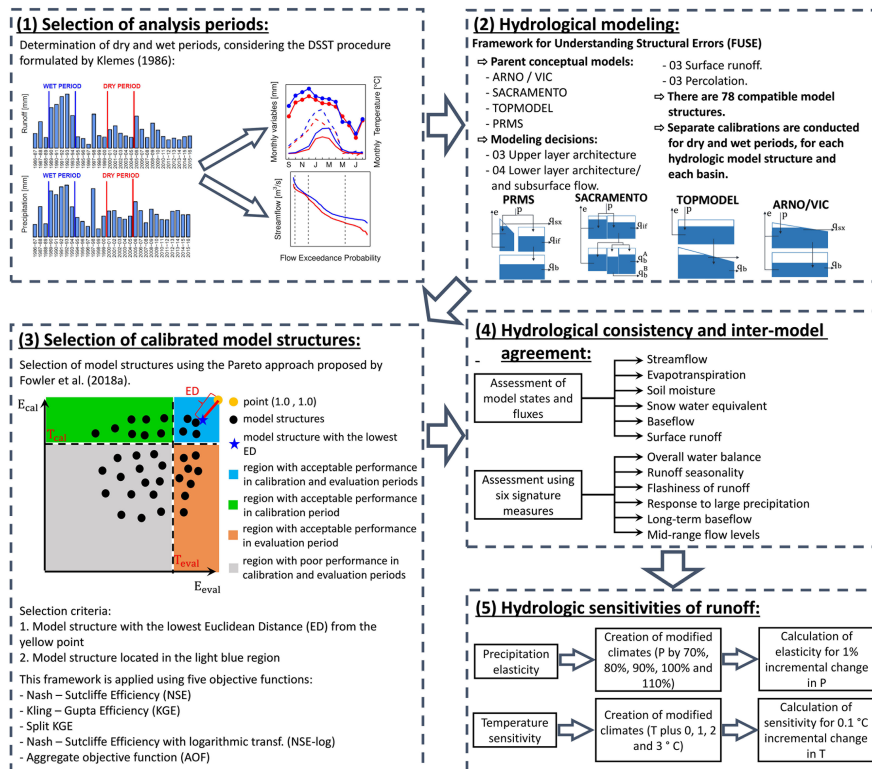 (1) Selection of analysis periods:
Determination of dry and wet periods, considering the DSST procedure
formulated by Klemes (1986):
WET PERIOD
DRY PERIOD
Runoff [mm]
WET PERIOD
DRY PERIOD
Precipitation [mm]
Monthly variables [mm]
Monthly Temperature [°C]
S N J M M J
Streamflow [m³/s]
Flow Exceedance Probability
(2) Hydrological modeling:
Framework for Understanding Structural Errors (FUSE)
⇨ Parent conceptual models:
- ARNO / VIC
- SACRAMENTO
- TOPMODEL
- PRMS
⇨ Modeling decisions:
- 03 Upper layer architecture
- 04 Lower layer architecture/
and subsurface flow.
- 03 Surface runoff.
- 03 Percolation.
⇨ There are 78 compatible model
structures.
⇨ Separate calibrations are conducted
for dry and wet periods, for each
hydrologic model structure and
each basin.
PRMS
e
p
qsx
qif
qb
SACRAMENTO
e
p
qif
A
qb
B
qb
TOPMODEL
e
p
qb
ARNO/VIC
e
p
qsx
qb
(3) Selection of calibrated model structures:
Selection of model structures using the Pareto approach proposed by
Fowler et al. (2018a).
Ecal
ED
Tcal
Teval
Eeval
point (1.0 , 1.0)
model structures
model structure with the lowest
ED
region with acceptable performance
in calibration and evaluation periods
region with acceptable performance
in calibration period
region with acceptable performance
in evaluation period
region with poor performance in
calibration and evaluation periods
Selection criteria:
1. Model structure with the lowest Euclidean Distance (ED) from the
yellow point
2. Model structure located in the light blue region
This framework is applied using five objective functions:
- Nash – Sutcliffe Efficiency (NSE)
- Kling – Gupta Efficiency (KGE)
- Split KGE
- Nash – Sutcliffe Efficiency with logarithmic transf. (NSE-log)
- Aggregate objective function (AOF)
(4) Hydrological consistency and inter-model
agreement:
-
Assessment of
model states and
fluxes
Streamflow
Evapotranspiration
Soil moisture
Snow water equivalent
Baseflow
Surface runoff
Assessment using
six signature
measures
Overall water balance
Runoff seasonality
Flashiness of runoff
Response to large precipitation
Long-term baseflow
Mid-range flow levels
(5) Hydrologic sensitivities of runoff:
Precipitation
elasticity
Creation of modified
climates (P by 70%,
80%, 90%, 100% and
110%)
Calculation of
elasticity for 1%
incremental change
in P
Temperature
sensitivity
Creation of modified
climates (T plus 0, 1, 2
and 3 ° C)
Calculation of
sensitivity for 0.1 °C
incremental change
in T